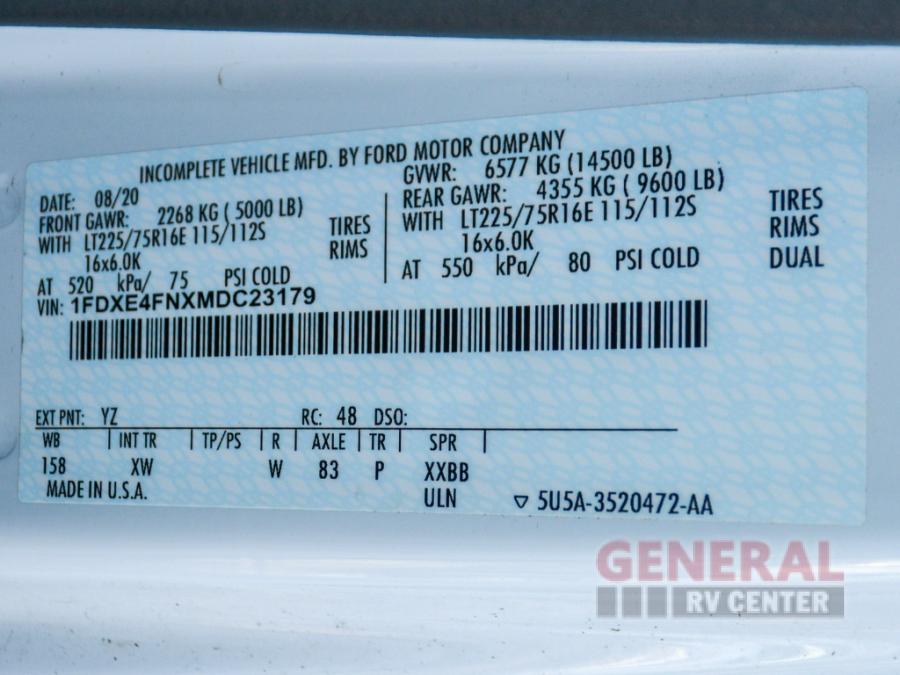 INCOMPLETE VEHICLE MFD. BY FORD MOTOR COMPANY
DATE: 08/20
FRONT GAWR: 2268 KG ( 5000 LB)
WITH LT225/75R16E 115/112S TIRES
16x6.0K RIMS
AT 520 kPa/ 75 PSI COLD
GVWR: 6577 KG (14500 LB)
REAR GAWR: 4355 KG ( 9600 LB)
WITH LT225/75R16E 115/112S TIRES
16x6.0K RIMS
AT 550 kPa/ 80 PSI COLD DUAL
VIN: 1FDXE4FNXMDC23179
EXT PNT: YZ RC: 48 DSO:
WB INT TR TP/PS R AXLE TR SPR
158 XW W 83 P XXBB
MADE IN U.S.A. ULN ▽ 5U5A-3520472-AA
GENERAL
RV CENTER